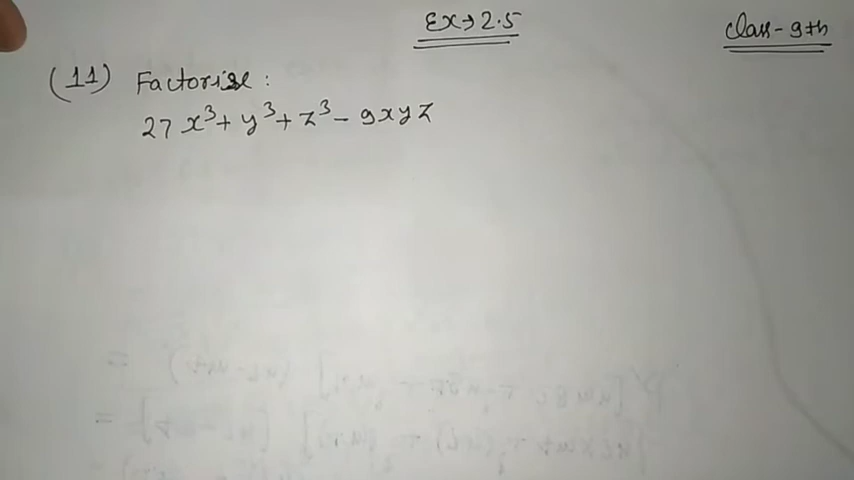 Ex→2.5
Class-9th
(11) Factorise:
27x³+y³+z³-9xyz